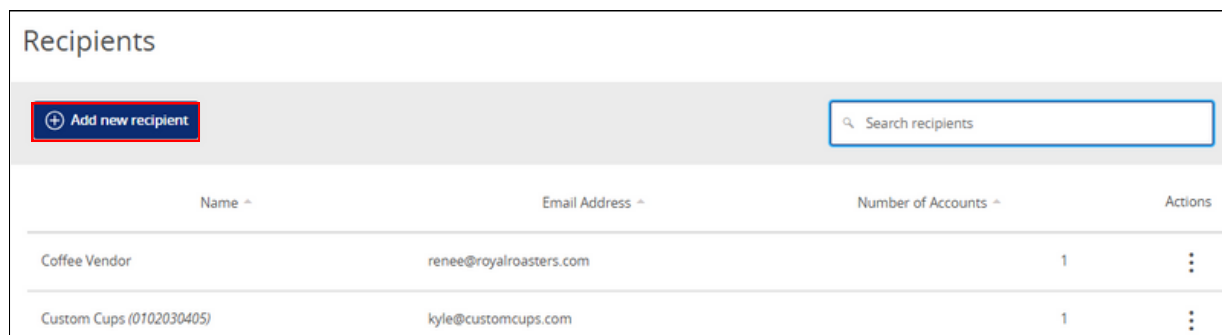 Recipients
Add new recipient
Search recipients
Name Email Address Number of Accounts Actions
Coffee Vendor renee@royalroasters.com 1
Custom Cups (0102030405) kyle@customcups.com 1